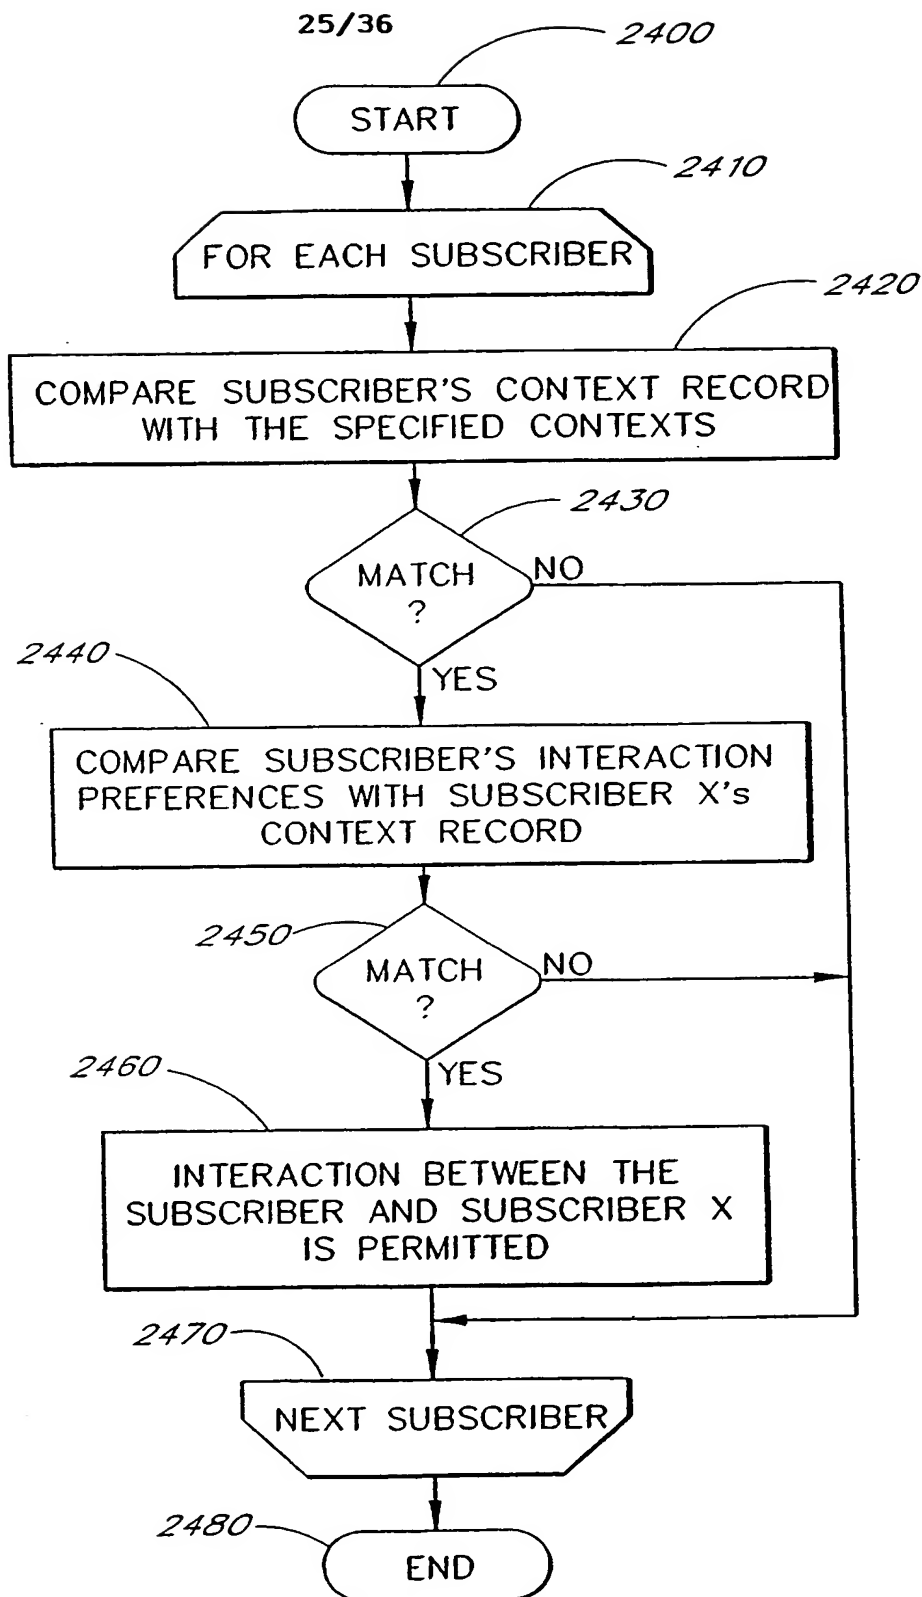 25/36
2400
START
2410
FOR EACH SUBSCRIBER
2420
COMPARE SUBSCRIBER'S CONTEXT RECORD
WITH THE SPECIFIED CONTEXTS
2430
MATCH
?
NO
YES
2440
COMPARE SUBSCRIBER'S INTERACTION
PREFERENCES WITH SUBSCRIBER X's
CONTEXT RECORD
2450
MATCH
?
NO
YES
2460
INTERACTION BETWEEN THE
SUBSCRIBER AND SUBSCRIBER X
IS PERMITTED
2470
NEXT SUBSCRIBER
2480
END